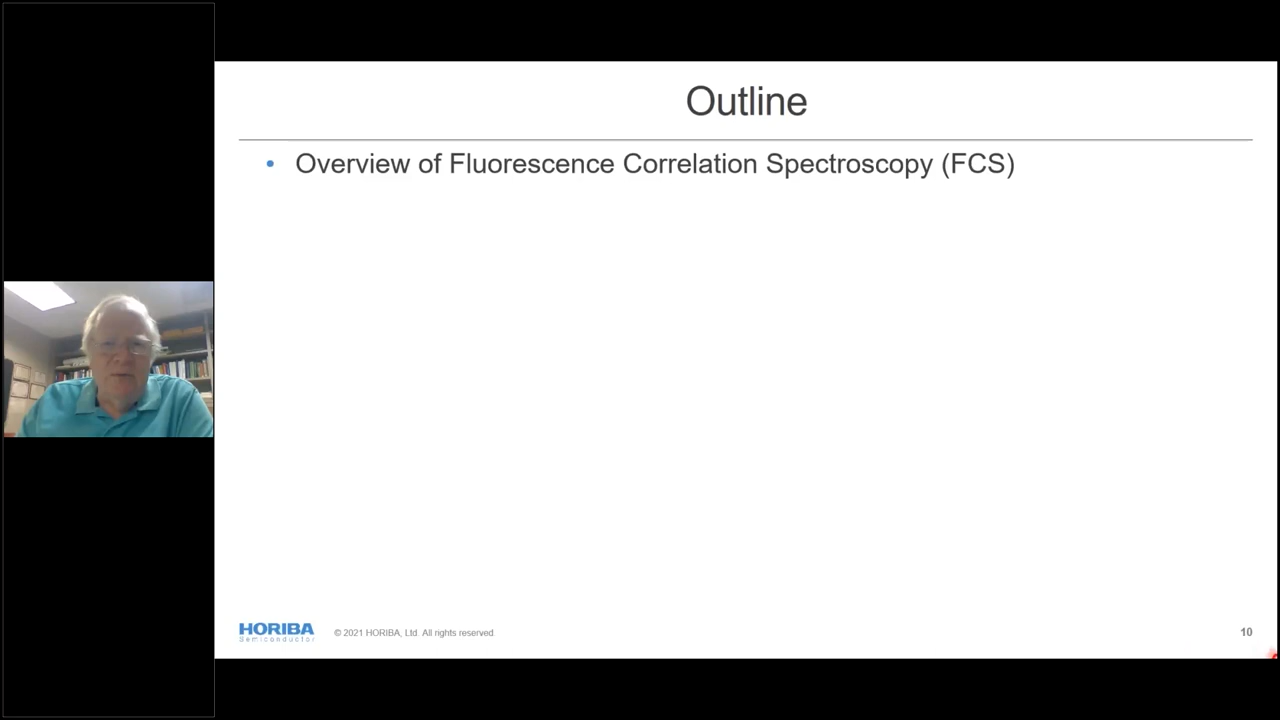 Outline
• Overview of Fluorescence Correlation Spectroscopy (FCS)
HORIBA
Semiconductor
© 2021 HORIBA, Ltd. All rights reserved
10